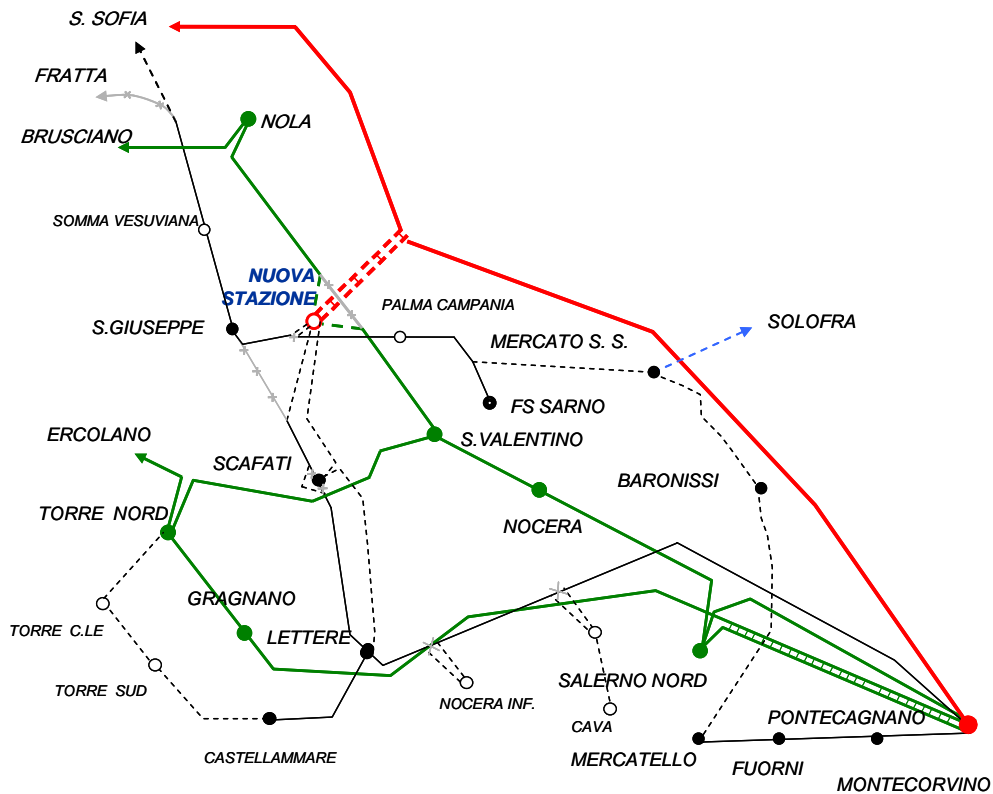 S. SOFIA
FRATTA
BRUSCIANO
NOLA
SOMMA VESUVIANA
NUOVA
STAZIONE
PALMA CAMPANIA
S.GIUSEPPE
MERCATO S. S.
SOLOFRA
FS SARNO
ERCOLANO
S.VALENTINO
SCAFATI
BARONISSI
TORRE NORD
NOCERA
GRAGNANO
TORRE C.LE
LETTERE
TORRE SUD
SALERNO NORD
NOCERA INF.
CAVA
PONTECAGNANO
CASTELLAMMARE
MERCATELLO
FUORNI
MONTECORVINO